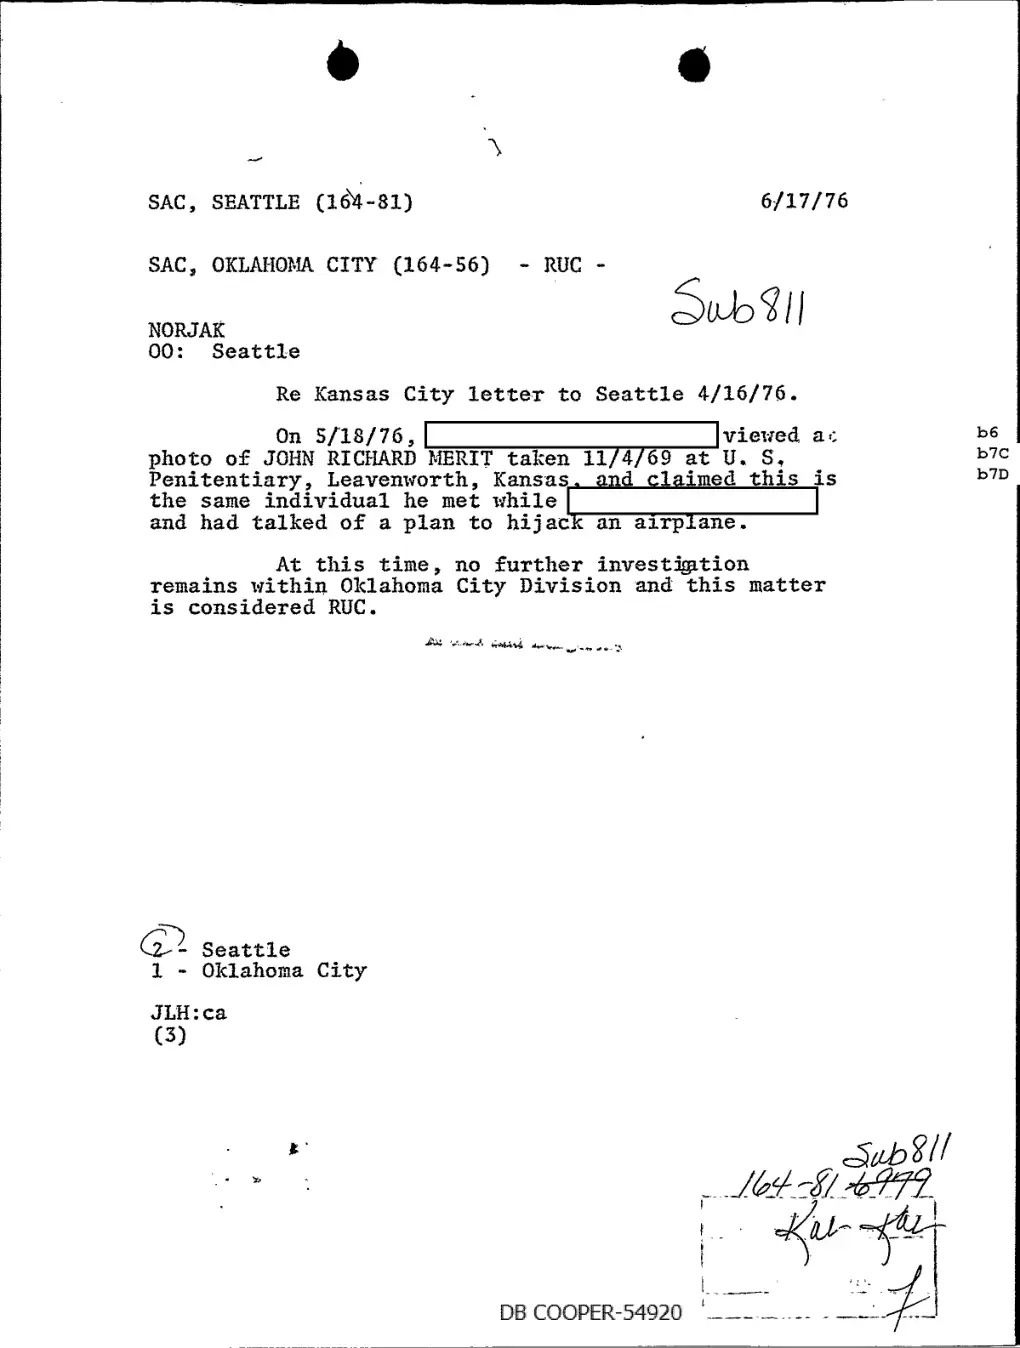 SAC, SEATTLE (164-81) 6/17/76
SAC, OKLAHOMA CITY (164-56) - RUC -
Sub 811
NORJAK
OO: Seattle
Re Kansas City letter to Seattle 4/16/76.
On 5/18/76, viewed a
photo of JOHN RICHARD MERIT taken 11/4/69 at U. S.
Penitentiary, Leavenworth, Kansas, and claimed this is
the same individual he met while
and had talked of a plan to hijack an airplane.
b6
b7C
b7D
At this time, no further investigation
remains within Oklahoma City Division and this matter
is considered RUC.
2 - Seattle
1 - Oklahoma City
JLH:ca
(3)
Sub 811
164-81 6979
DB COOPER-54920